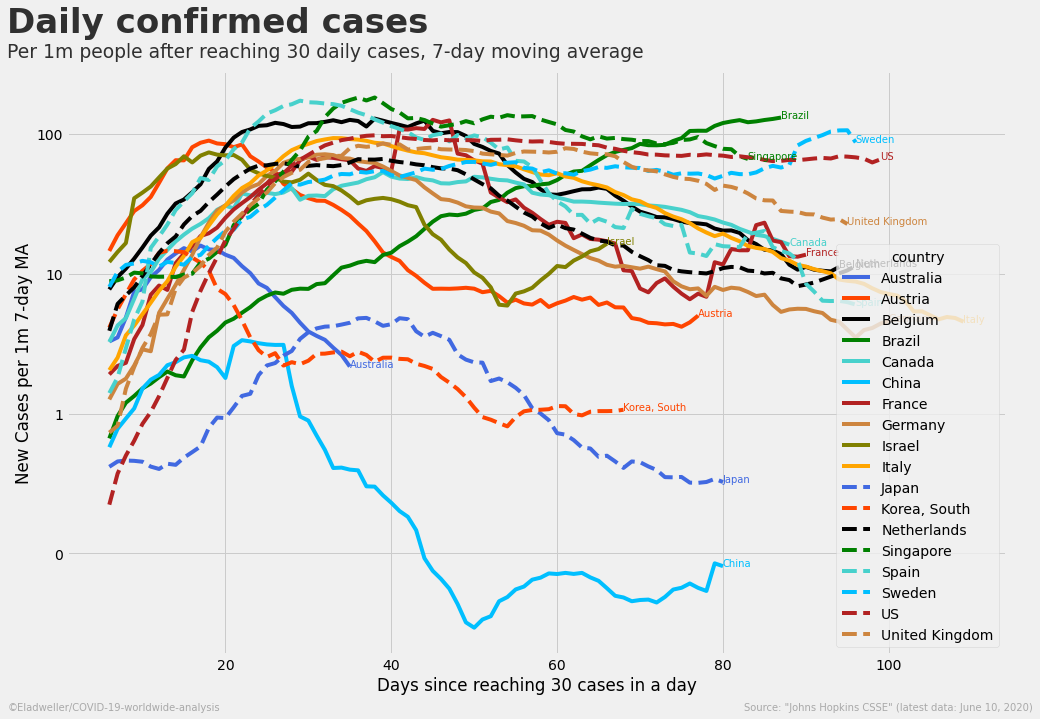 Daily confirmed cases
Per 1m people after reaching 30 daily cases, 7-day moving average
New Cases per 1m 7-day MA
100
10
1
0
Brazil
Sweden
Singapore
US
United Kingdom
Israel
Canada
France
Belgium
Netherlands
Austria
Italy
Australia
Korea, South
Japan
China
country
Australia
Austria
Belgium
Brazil
Canada
China
France
Germany
Israel
Italy
Japan
Korea, South
Netherlands
Singapore
Spain
Sweden
US
United Kingdom
20
40
60
80
100
Days since reaching 30 cases in a day
©Eladweller/COVID-19-worldwide-analysis
Source: "Johns Hopkins CSSE" (latest data: June 10, 2020)